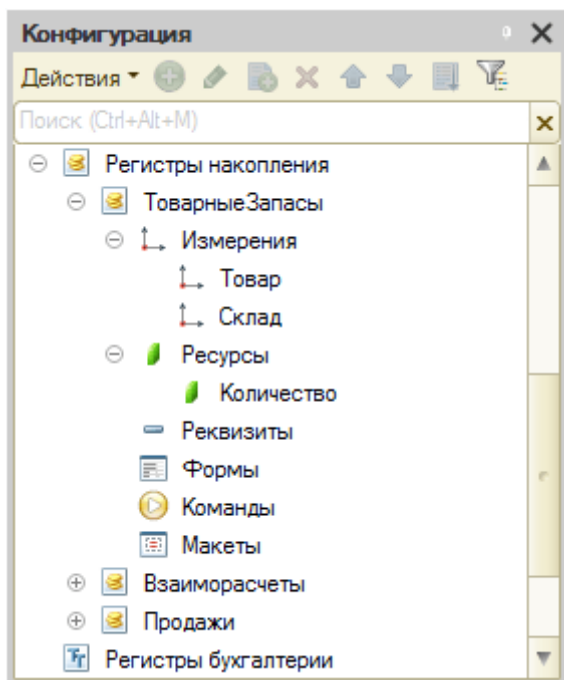 Конфигурация
Действия
Поиск (Ctrl+Alt+M)
Регистры накопления
ТоварныеЗапасы
Измерения
Товар
Склад
Ресурсы
Количество
Реквизиты
Формы
Команды
Макеты
Взаиморасчеты
Продажи
Регистры бухгалтерии